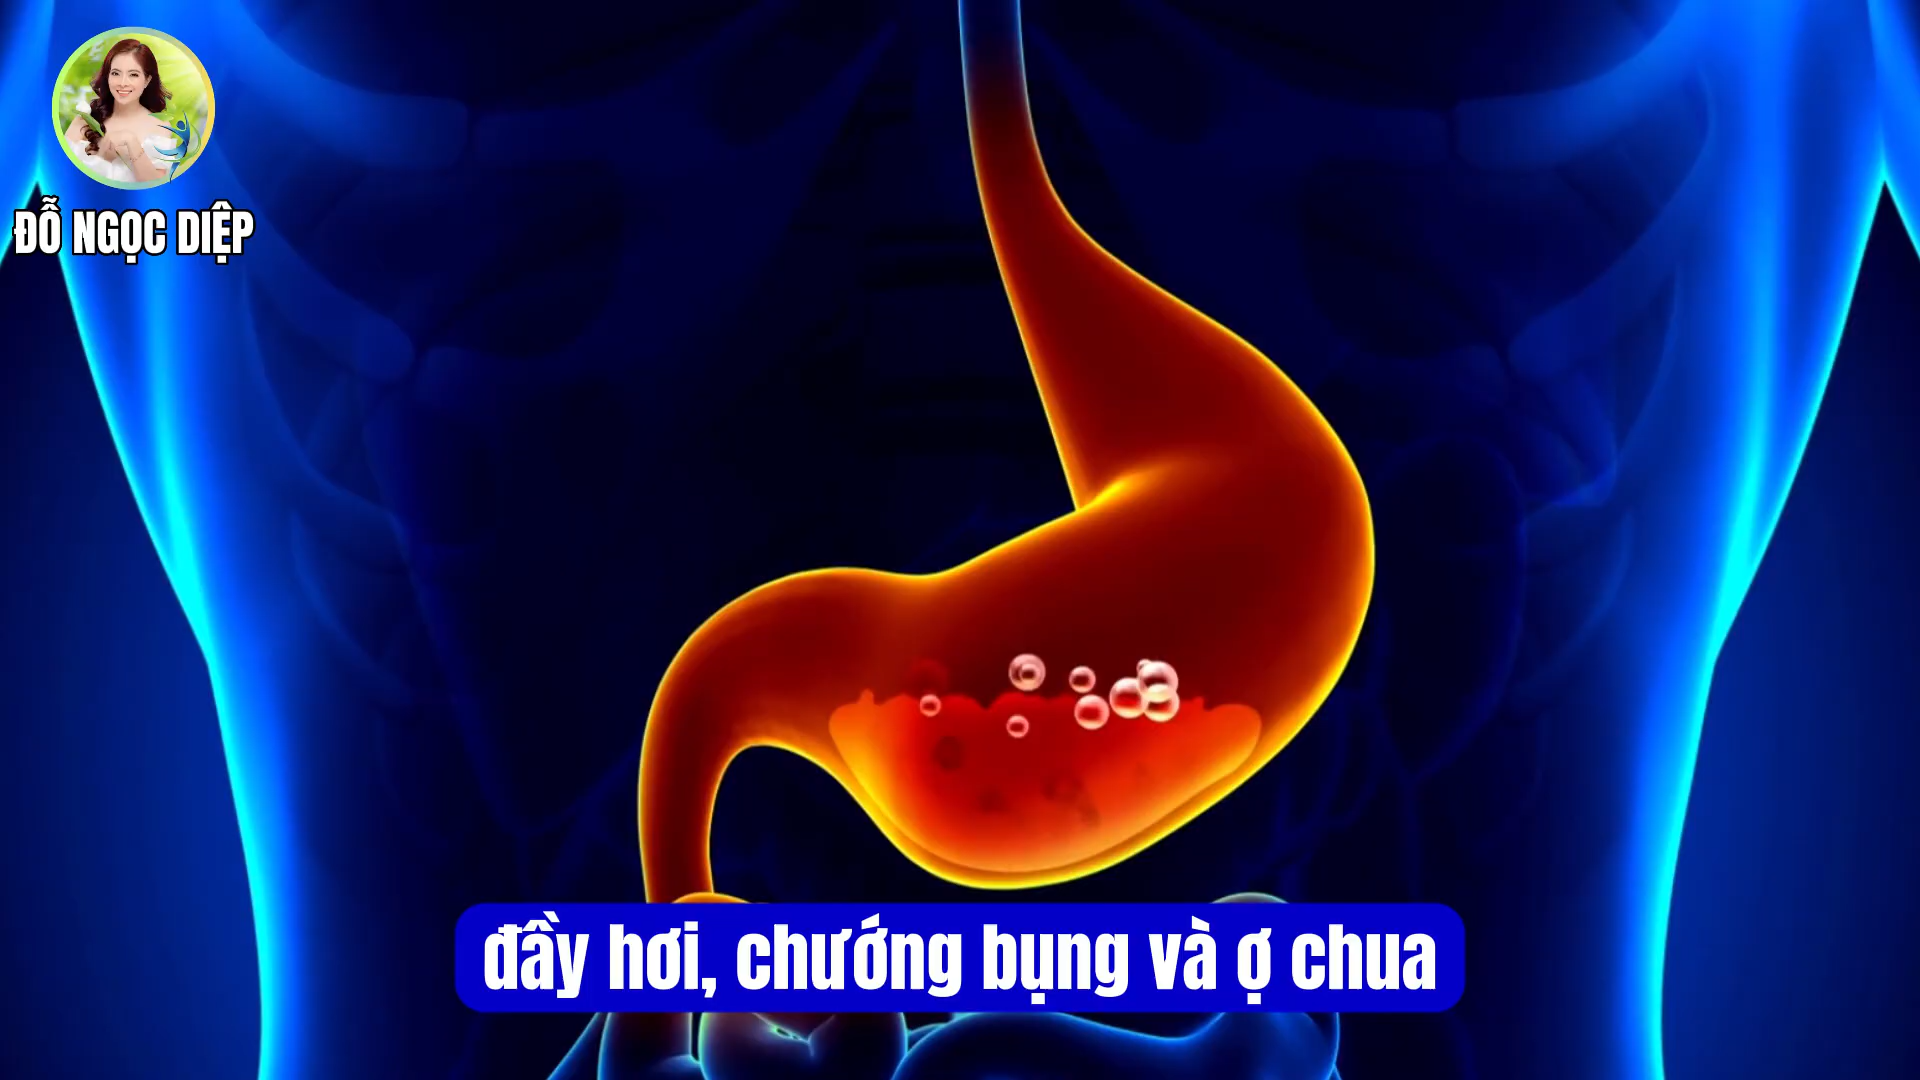 ĐỖ NGỌC DIỆP
đầy hơi, chướng bụng và ợ chua